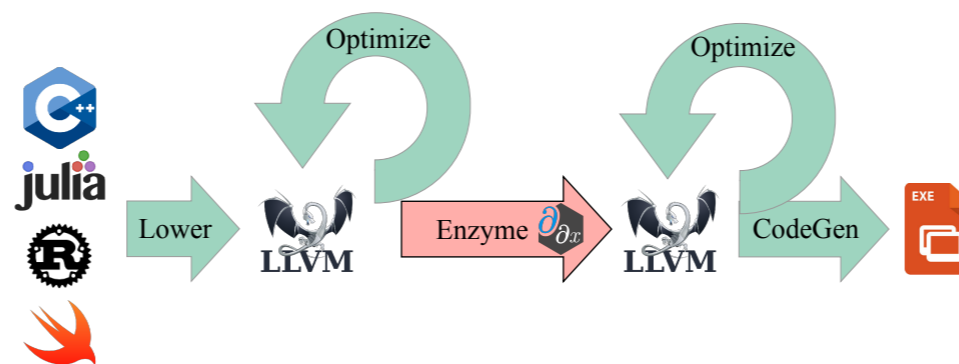 Optimize
Optimize
C++
julia
R
Lower
LLVM
Enzyme ∂/∂x
LLVM
CodeGen
EXE